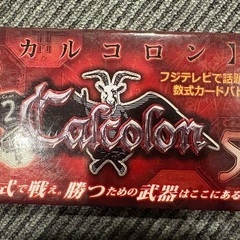 カルコロン】
フジテレビで話題
数式カードバト
2
Calcolon
S
式で戦え。勝つための武器はここにある